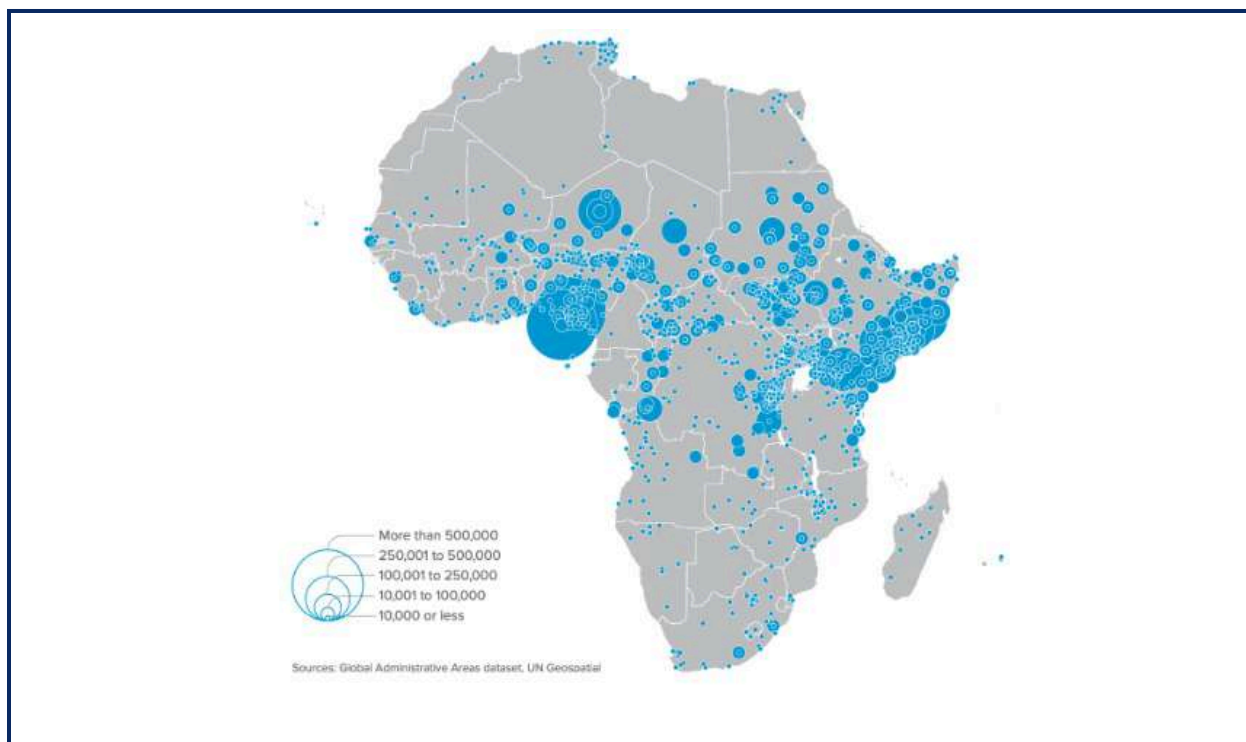 More than 500,000
250,001 to 500,000
100,001 to 250,000
10,001 to 100,000
10,000 or less
Sources: Global Administrative Areas dataset, UN Geospatial